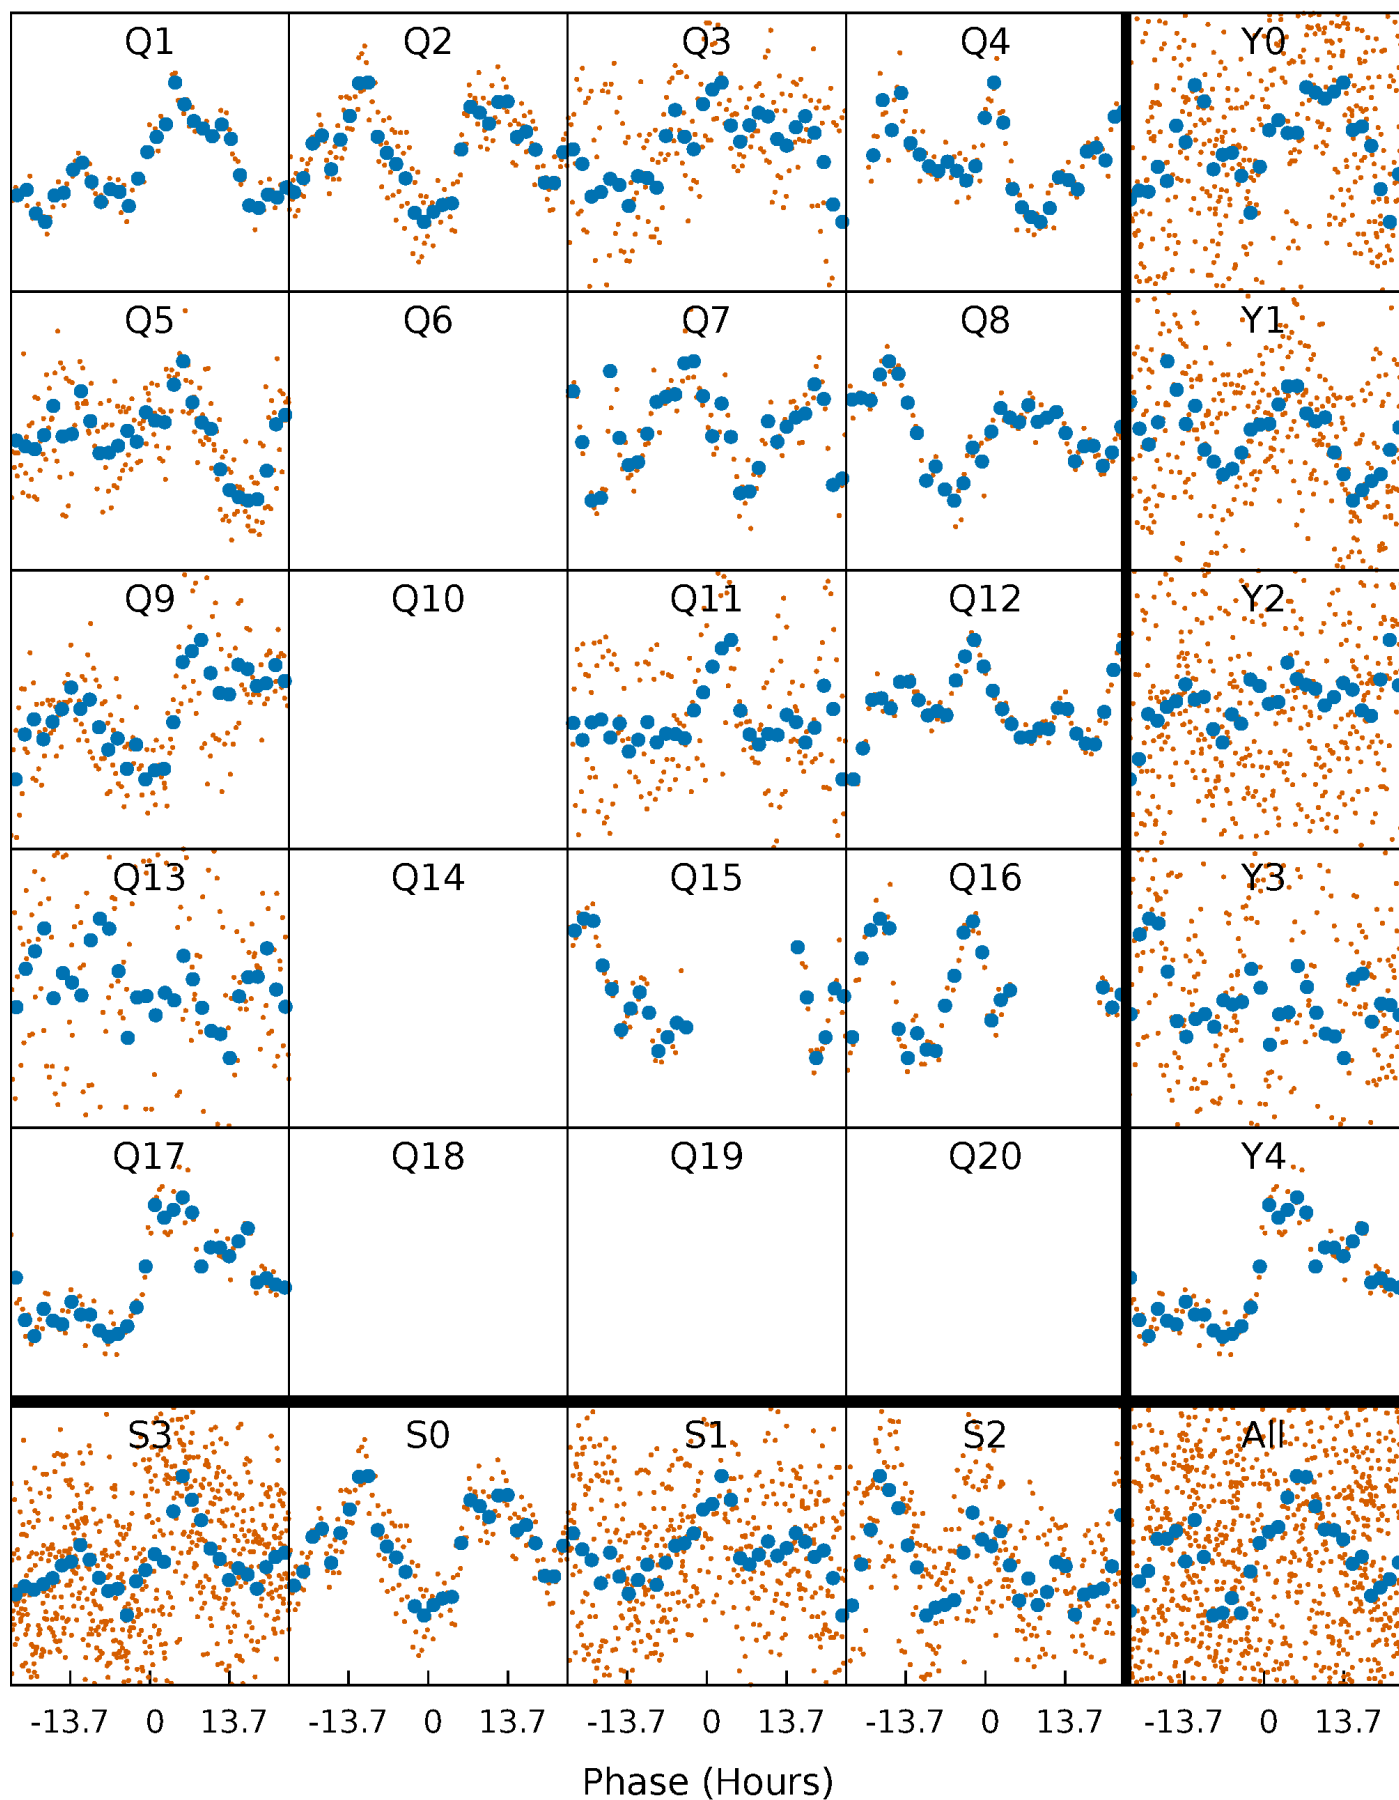 Q1 Q2 Q3 Q4 Y0
Q5 Q6 Q7 Q8 Y1
Q9 Q10 Q11 Q12 Y2
Q13 Q14 Q15 Q16 Y3
Q17 Q18 Q19 Q20 Y4
S3 S0 S1 S2 All
-13.7 0 13.7 -13.7 0 13.7 -13.7 0 13.7 -13.7 0 13.7 -13.7 0 13.7
Phase (Hours)